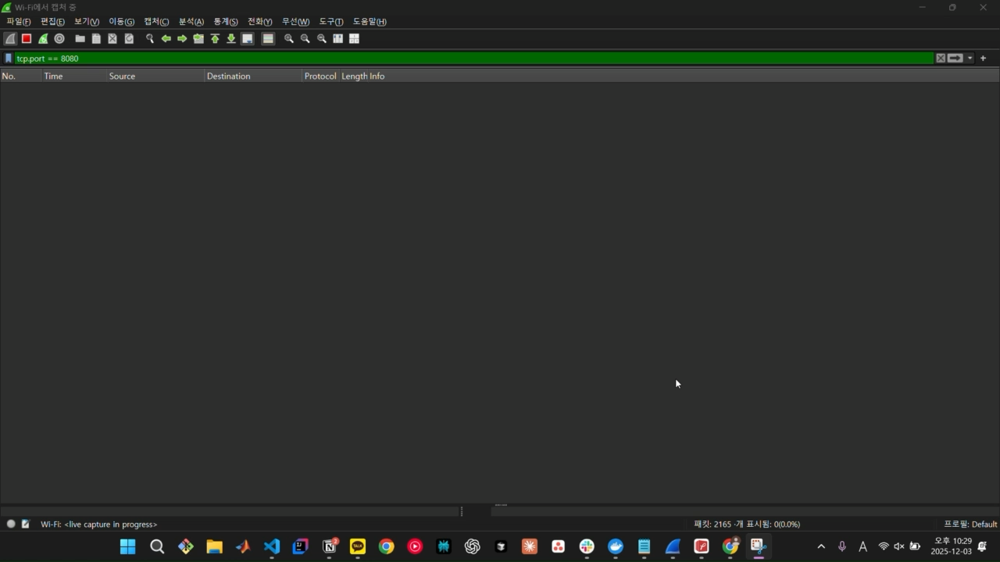 Wi-Fi에서 캡처 중
파일(F) 편집(E) 보기(V) 이동(G) 캡처(C) 분석(A) 통계(S) 전화(Y) 무선(W) 도구(T) 도움말(H)
tcp.port == 8080
No. Time Source Destination Protocol Length Info
Wi-Fi: <live capture in progress>
패킷: 2165 ·개 표시됨: 0(0.0%)
프로필: Default
2
TALK
A
오후 10:29
2025-12-03